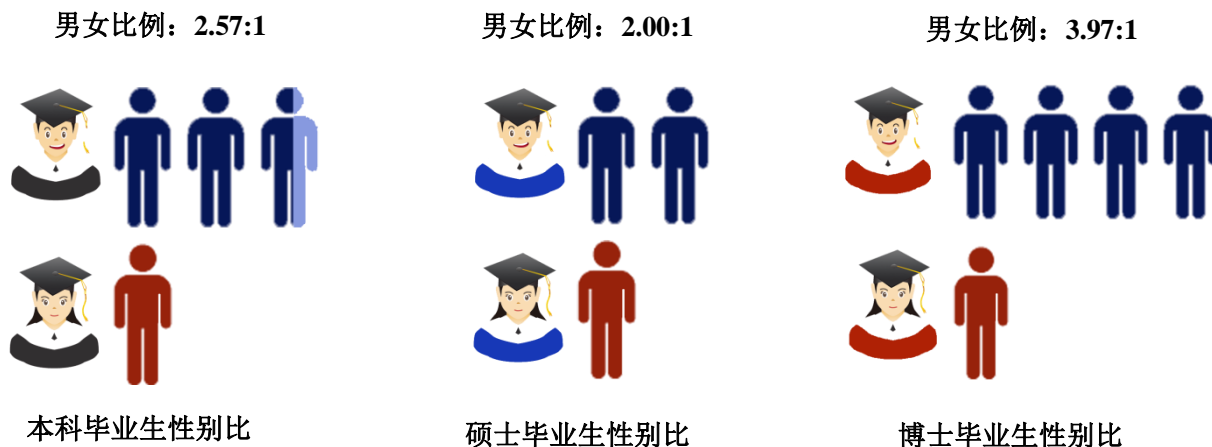 男女比例：2.57:1
男女比例：2.00:1
男女比例：3.97:1
本科毕业生性别比
硕士毕业生性别比
博士毕业生性别比